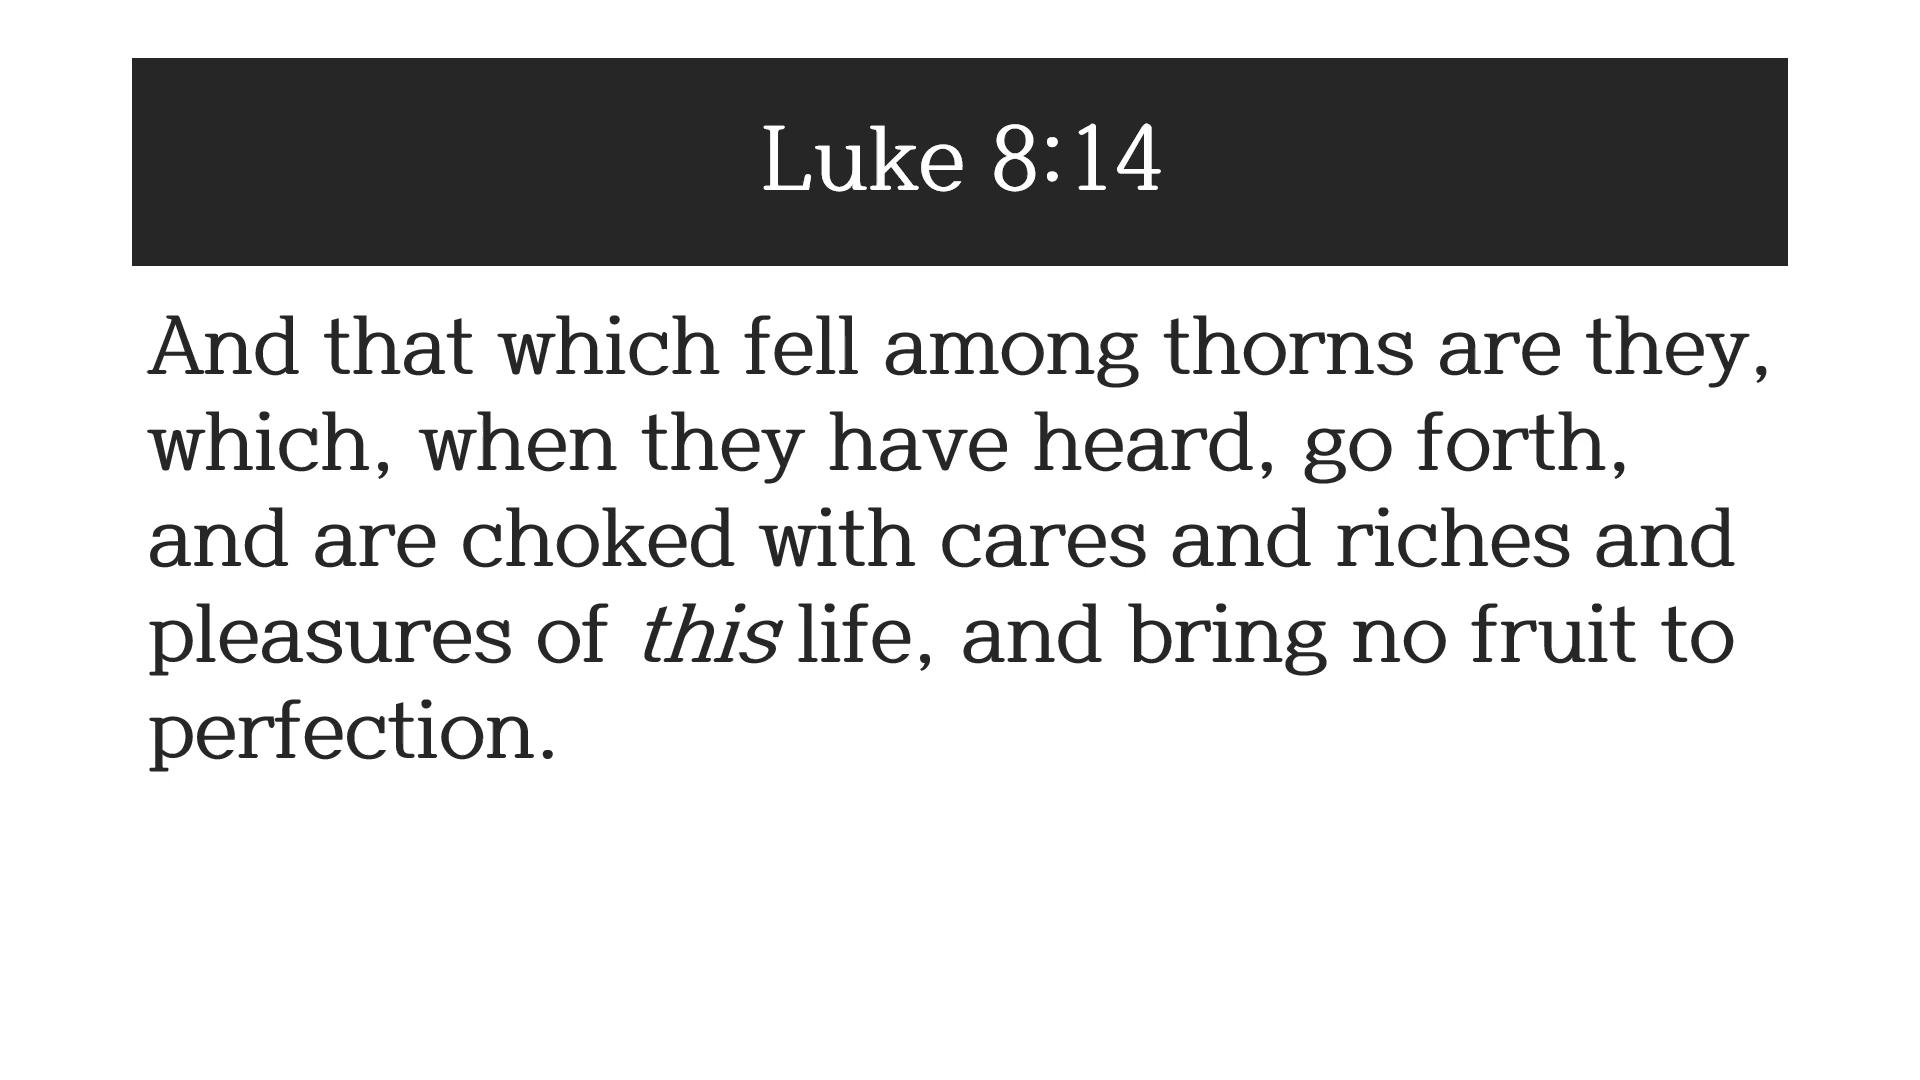 Luke 8:14
And that which fell among thorns are they,
which, when they have heard, go forth,
and are choked with cares and riches and
pleasures of this life, and bring no fruit to
perfection.